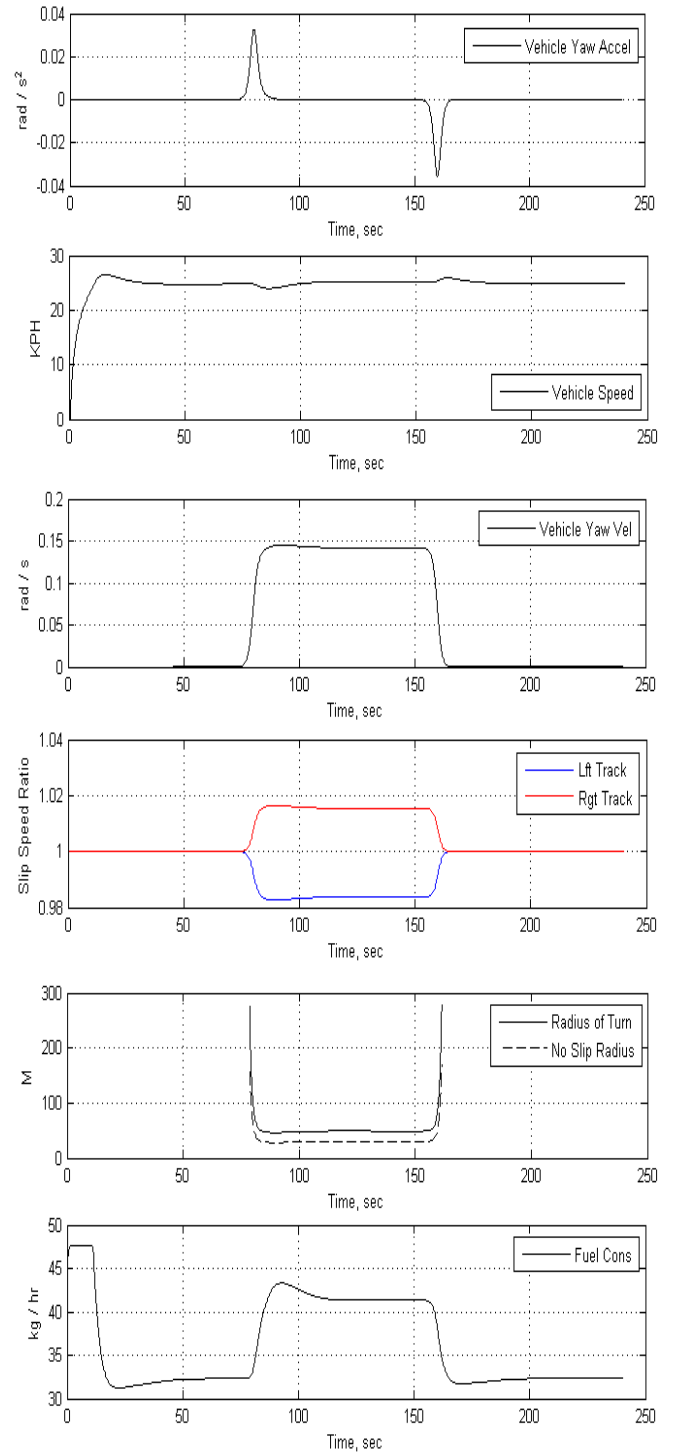 0.04
0.02
0
-0.02
-0.04
rad / s²
Vehicle Yaw Accel
0 50 100 150 200 250
Time, sec
30
20
10
0
KPH
Vehicle Speed
0 50 100 150 200 250
Time, sec
0.2
0.15
0.1
0.05
0
rad / s
Vehicle Yaw Vel
0 50 100 150 200 250
Time, sec
1.04
1.02
1
0.98
Slip Speed Ratio
Lft Track
Rgt Track
0 50 100 150 200 250
Time, sec
300
200
100
0
M
Radius of Turn
No Slip Radius
0 50 100 150 200 250
Time, sec
50
45
40
35
30
kg / hr
Fuel Cons
0 50 100 150 200 250
Time, sec